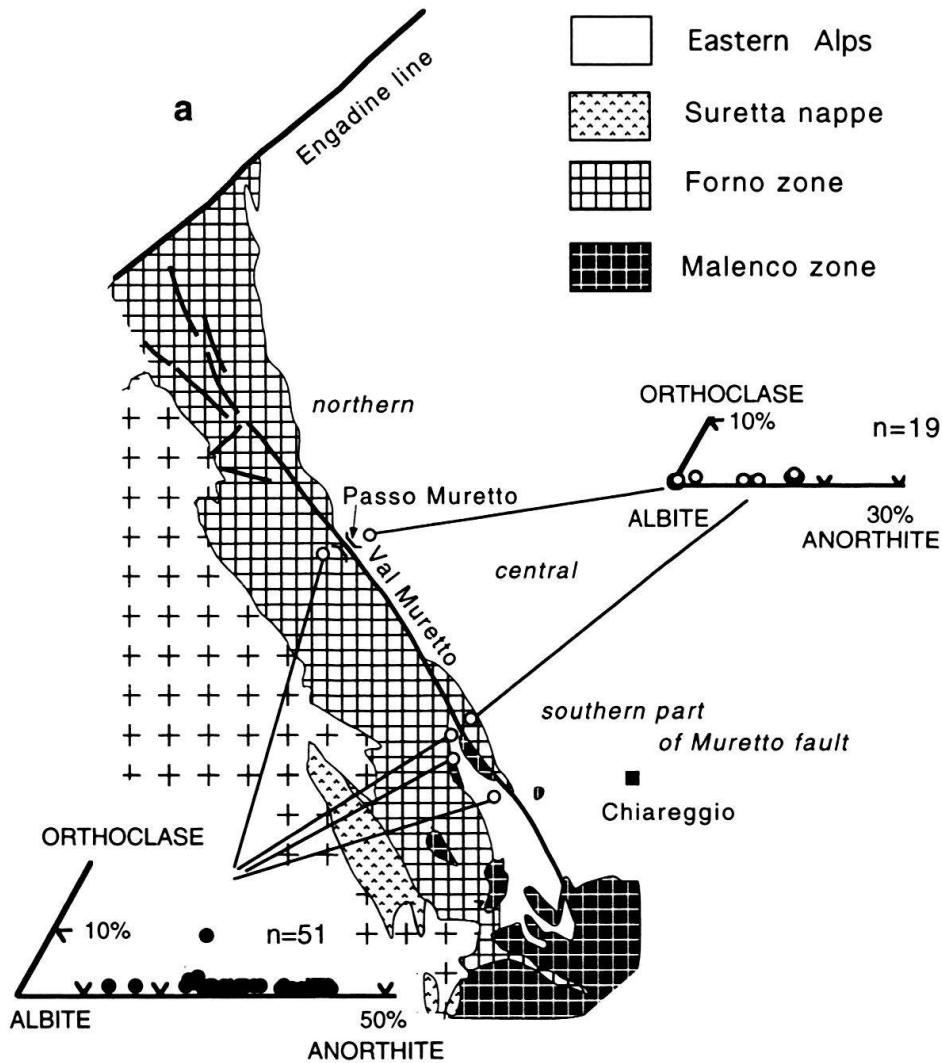 a
Engadine line
Eastern Alps
Suretta nappe
Forno zone
Malenco zone
northern
ORTHOCLASE
10%
n=19
Passo Muretto
ALBITE
30%
ANORTHITE
central
Val Muretto
southern part
of Muretto fault
Chiareggio
ORTHOCLASE
10%
n=51
ALBITE
50%
ANORTHITE